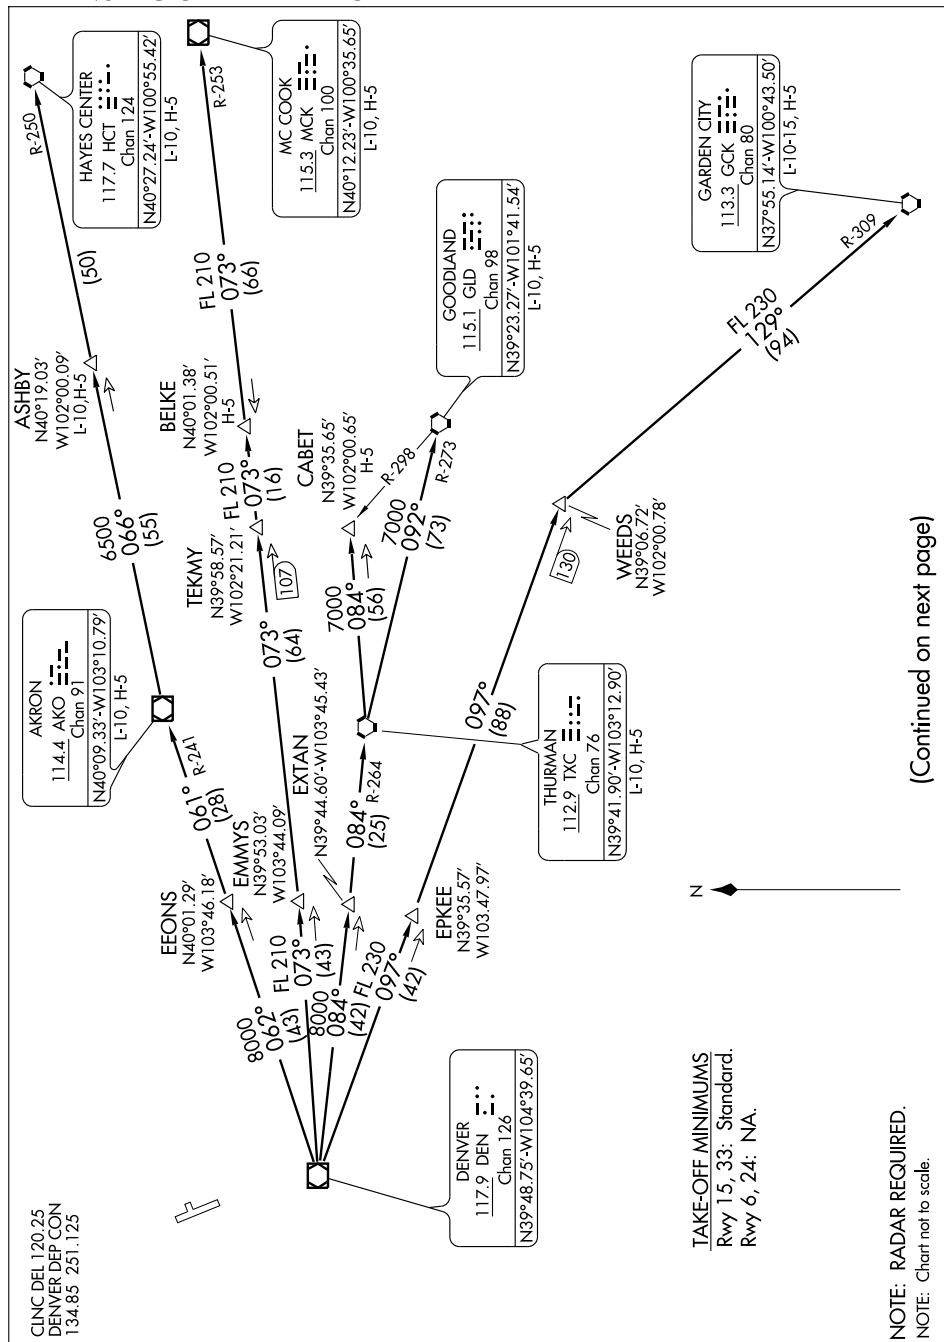 CLNC DEL 120.25
DENVER DEP CON
134.85 251.125
DENVER
117.9 DEN
Chan 126
N39°48.75′-W104°39.65′
8000
062°
(43)
FL 210
073°
(43)
8000
084°
(42)
FL 230
097°
(42)
EEONS
N40°01.29′
W103°46.18′
EMMYS
N39°53.03′
W103°44.09′
EXTAN
N39°44.60′-W103°45.43′
EPKEE
N39°35.57′
W103.47.97′
061°
(28)
R-241
AKRON
114.4 AKO
Chan 91
N40°09.33′-W103°10.79′
L-10, H-5
6500
066°
(55)
ASHBY
N40°19.03′
W102°00.09′
L-10,H-5
(50)
R-250
HAYES CENTER
117.7 HCT
Chan 124
N40°27.24′-W100°55.42′
L-10, H-5
073°
(64)
TEKMY
N39°58.57′
W102°21.21′
107
FL 210
073°
(16)
BELKE
N40°01.38′
W102°00.51′
H-5
FL 210
073°
(66)
R-253
MC COOK
115.3 MCK
Chan 100
N40°12.23′-W100°35.65′
L-10, H-5
084°
(25)
R-264
THURMAN
112.9 TXC
Chan 76
N39°41.90′-W103°12.90′
L-10, H-5
7000
084°
(56)
CABET
N39°35.65′
W102°00.65′
H-5
R-298
7000
092°
(73)
R-273
GOODLAND
115.1 GLD
Chan 98
N39°23.27′-W101°41.54′
L-10, H-5
097°
(88)
130
WEEDS
N39°06.72′
W102°00.78′
FL 230
129°
(94)
R-309
GARDEN CITY
113.3 GCK
Chan 80
N37°55.14′-W100°43.50′
L-10-15, H-5
N
TAKE-OFF MINIMUMS
Rwy 15, 33: Standard.
Rwy 6, 24: NA.
NOTE: RADAR REQUIRED.
NOTE: Chart not to scale.
(Continued on next page)